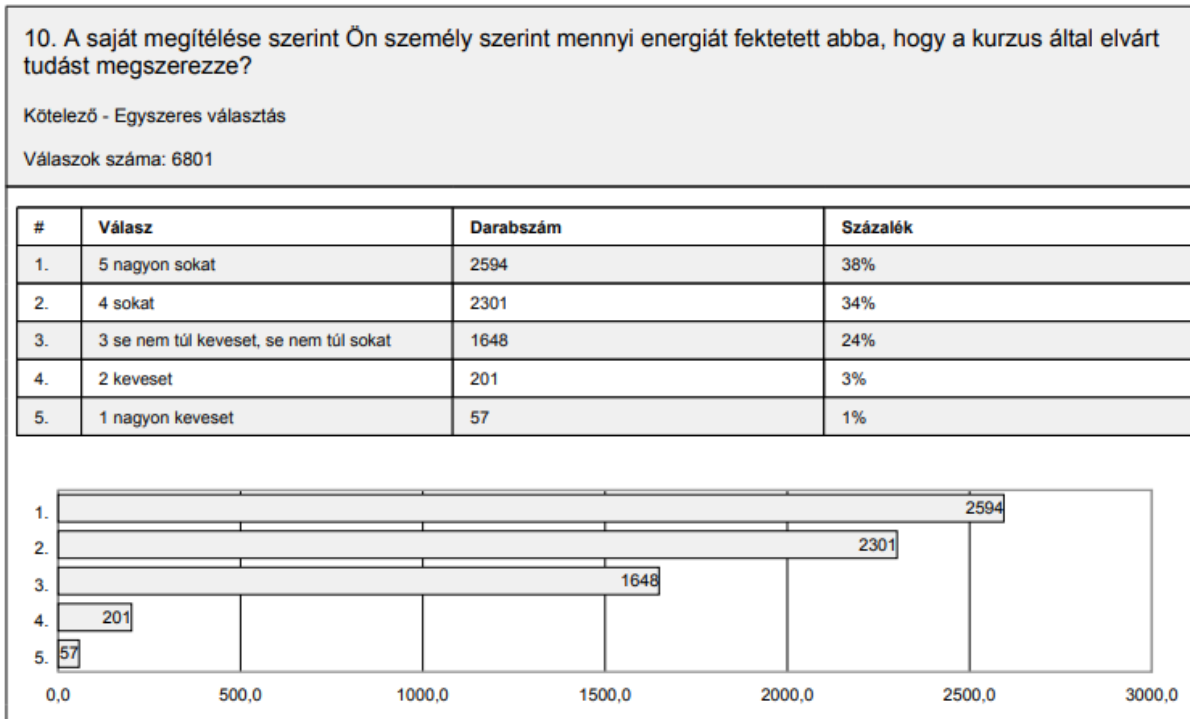 10. A saját megítélése szerint Ön személy szerint mennyi energiát fektetett abba, hogy a kurzus által elvárt
tudást megszerezze?
Kötelező - Egyszeres választás
Válaszok száma: 6801
# Válasz Darabszám Százalék
1. 5 nagyon sokat 2594 38%
2. 4 sokat 2301 34%
3. 3 se nem túl keveset, se nem túl sokat 1648 24%
4. 2 keveset 201 3%
5. 1 nagyon keveset 57 1%
1. 2594
2. 2301
3. 1648
4. 201
5. 57
0,0 500,0 1000,0 1500,0 2000,0 2500,0 3000,0